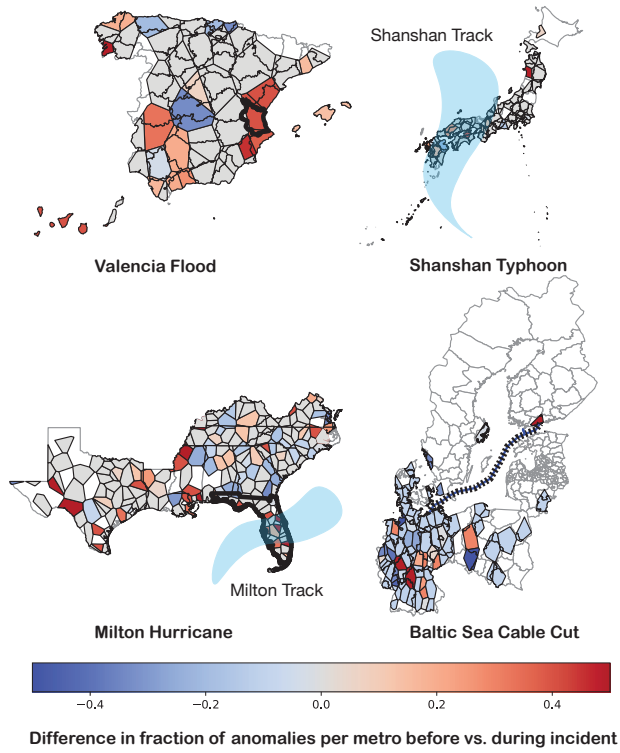 Shanshan Track
Valencia Flood
Shanshan Typhoon
Milton Track
Milton Hurricane
Baltic Sea Cable Cut
−0.4
−0.2
0.0
0.2
0.4
Difference in fraction of anomalies per metro before vs. during incident